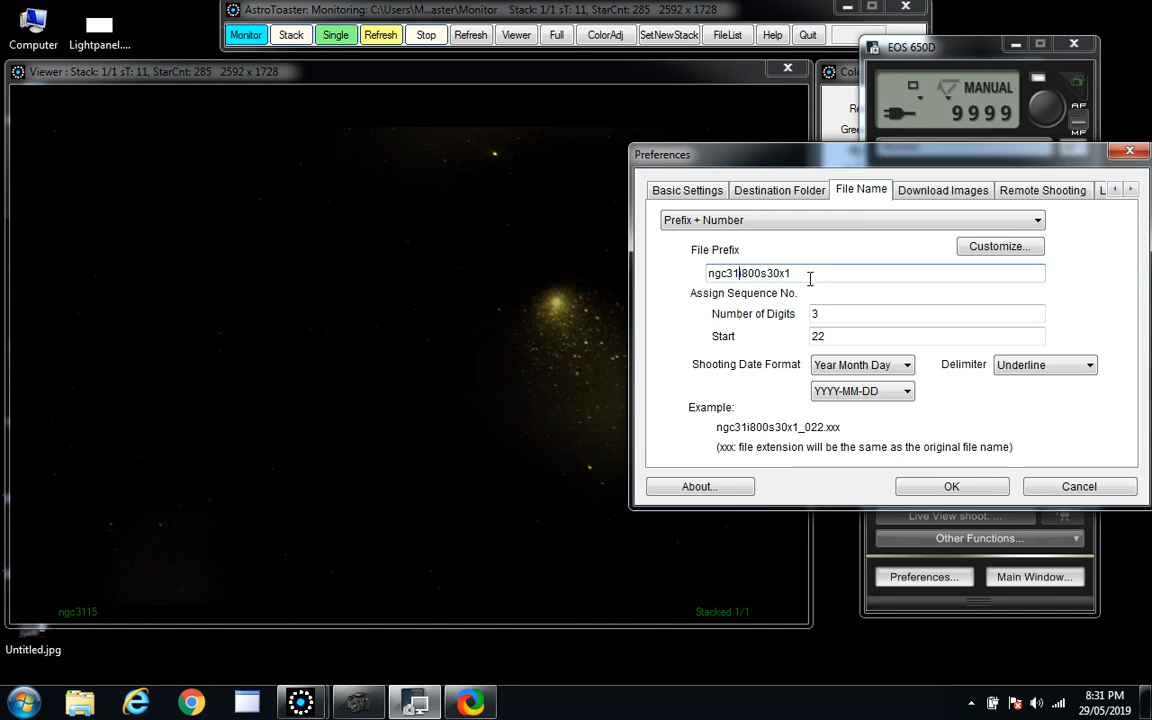 Computer
Lightpanel....
Untitled.jpg
AstroToaster: Monitoring: C:\Users\M...aster\Monitor Stack: 1/1 sT: 11, StarCnt: 285 2592 x 1728
Monitor Stack Single Refresh Stop Refresh Viewer Full ColorAdj SetNewStack FileList Help Quit
Viewer : Stack: 1/1 sT: 11, StarCnt: 285 2592 x 1728
ngc3115
Stacked 1/1
Colo
Re
Gree
EOS 650D
MANUAL
9999
AF
MF
Preferences
Basic Settings Destination Folder File Name Download Images Remote Shooting L
Prefix + Number
File Prefix
Customize...
ngc31i800s30x1
Assign Sequence No.
Number of Digits 3
Start 22
Shooting Date Format Year Month Day Delimiter Underline
YYYY-MM-DD
Example:
ngc31i800s30x1_022.xxx
(xxx: file extension will be the same as the original file name)
About... OK Cancel
Live View shoot. ...
Other Functions...
Preferences... Main Window...
8:31 PM
29/05/2019